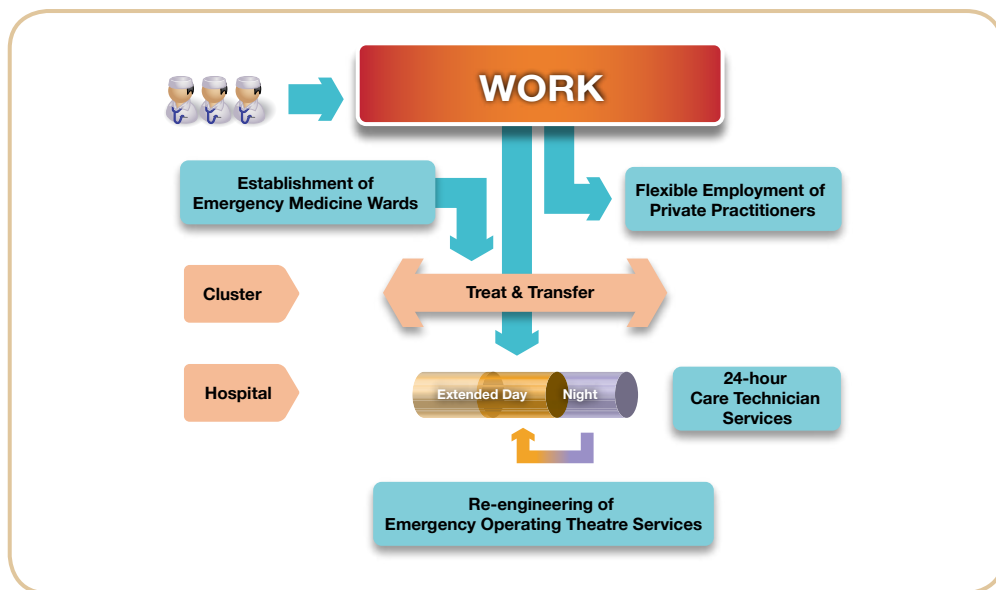 WORK
Establishment of
Emergency Medicine Wards
Flexible Employment of
Private Practitioners
Cluster
Treat & Transfer
Hospital
Extended Day
Night
24-hour
Care Technician
Services
Re-engineering of
Emergency Operating Theatre Services